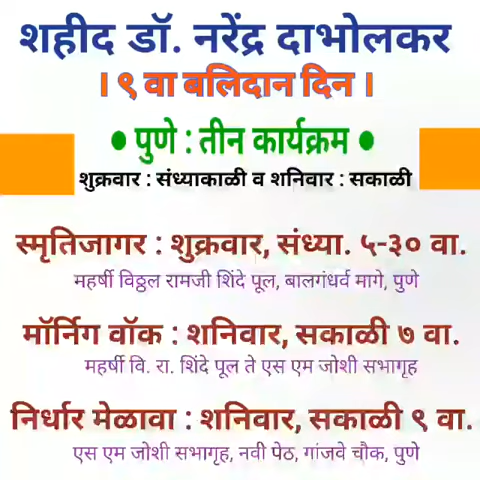 शहीद डॉ. नरेंद्र दाभोलकर
। ९ वा बलिदान दिन ।
● पुणे : तीन कार्यक्रम ●
शुक्रवार : संध्याकाळी व शनिवार : सकाळी
स्मृतिजागर : शुक्रवार, संध्या. ५-३० वा.
महर्षी विठ्ठल रामजी शिंदे पूल, बालगंधर्व मागे, पुणे
मॉर्निग वॉक : शनिवार, सकाळी ७ वा.
महर्षी वि. रा. शिंदे पूल ते एस एम जोशी सभागृह
निर्धार मेळावा : शनिवार, सकाळी ९ वा.
एस एम जोशी सभागृह, नवी पेठ, गांजवे चौक, पुणे